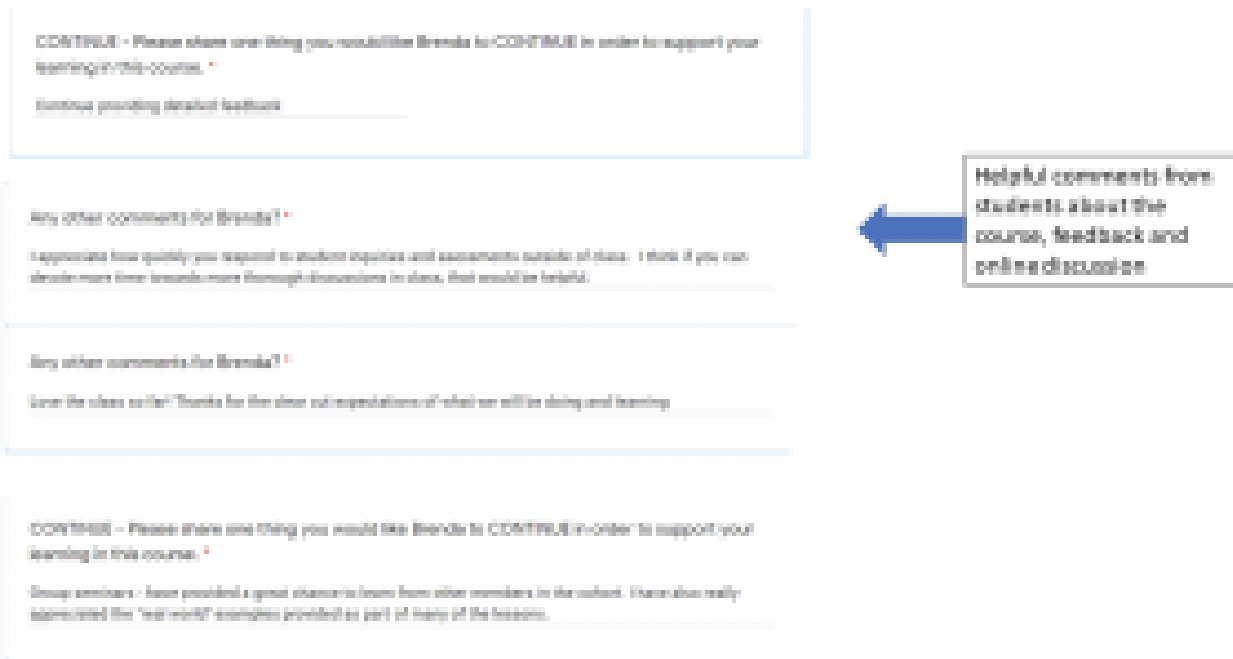 CONTINUE - Please share one thing you would like Brenda to CONTINUE in order to support your
learning in this course. *
Continue providing detailed feedback
Any other comments for Brenda? *
I appreciate how quickly you respond to student inquiries and assessments outside of class. I think if you can
devote more time towards more thorough discussions in class, that would be helpful.
Any other comments for Brenda? *
Love the class so far! Thanks for the clear cut expectations of what we will be doing and learning
CONTINUE - Please share one thing you would like Brenda to CONTINUE in order to support your
learning in this course. *
Group seminars - have provided a great chance to learn from other members in the cohort. I have also really
appreciated the "real world" examples provided as part of many of the lessons.
Helpful comments from
students about the
course, feedback and
online discussion